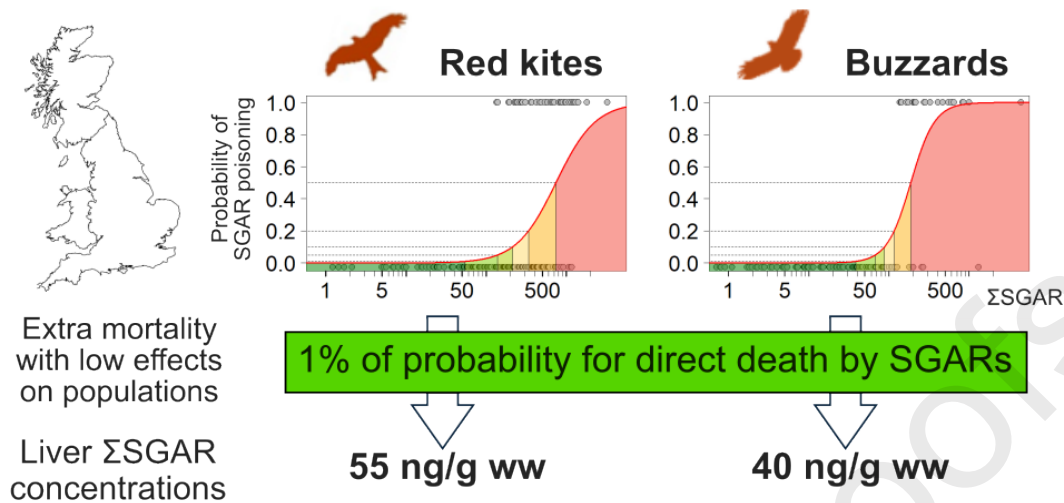 Red kites
Buzzards
Probability of
SGAR poisoning
1.0
0.8
0.6
0.4
0.2
0.0
1 5 50 500
1.0
0.8
0.6
0.4
0.2
0.0
1 5 50 500
ΣSGAR
Extra mortality
with low effects
on populations
1% of probability for direct death by SGARs
Liver ΣSGAR
concentrations
55 ng/g ww
40 ng/g ww